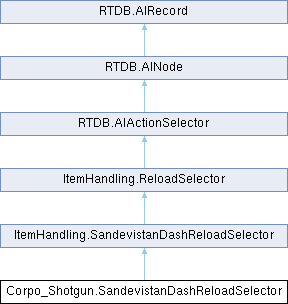 RTDB.AIRecord
RTDB.AINode
RTDB.AIActionSelector
ItemHandling.ReloadSelector
ItemHandling.SandevistanDashReloadSelector
Corpo_Shotgun.SandevistanDashReloadSelector